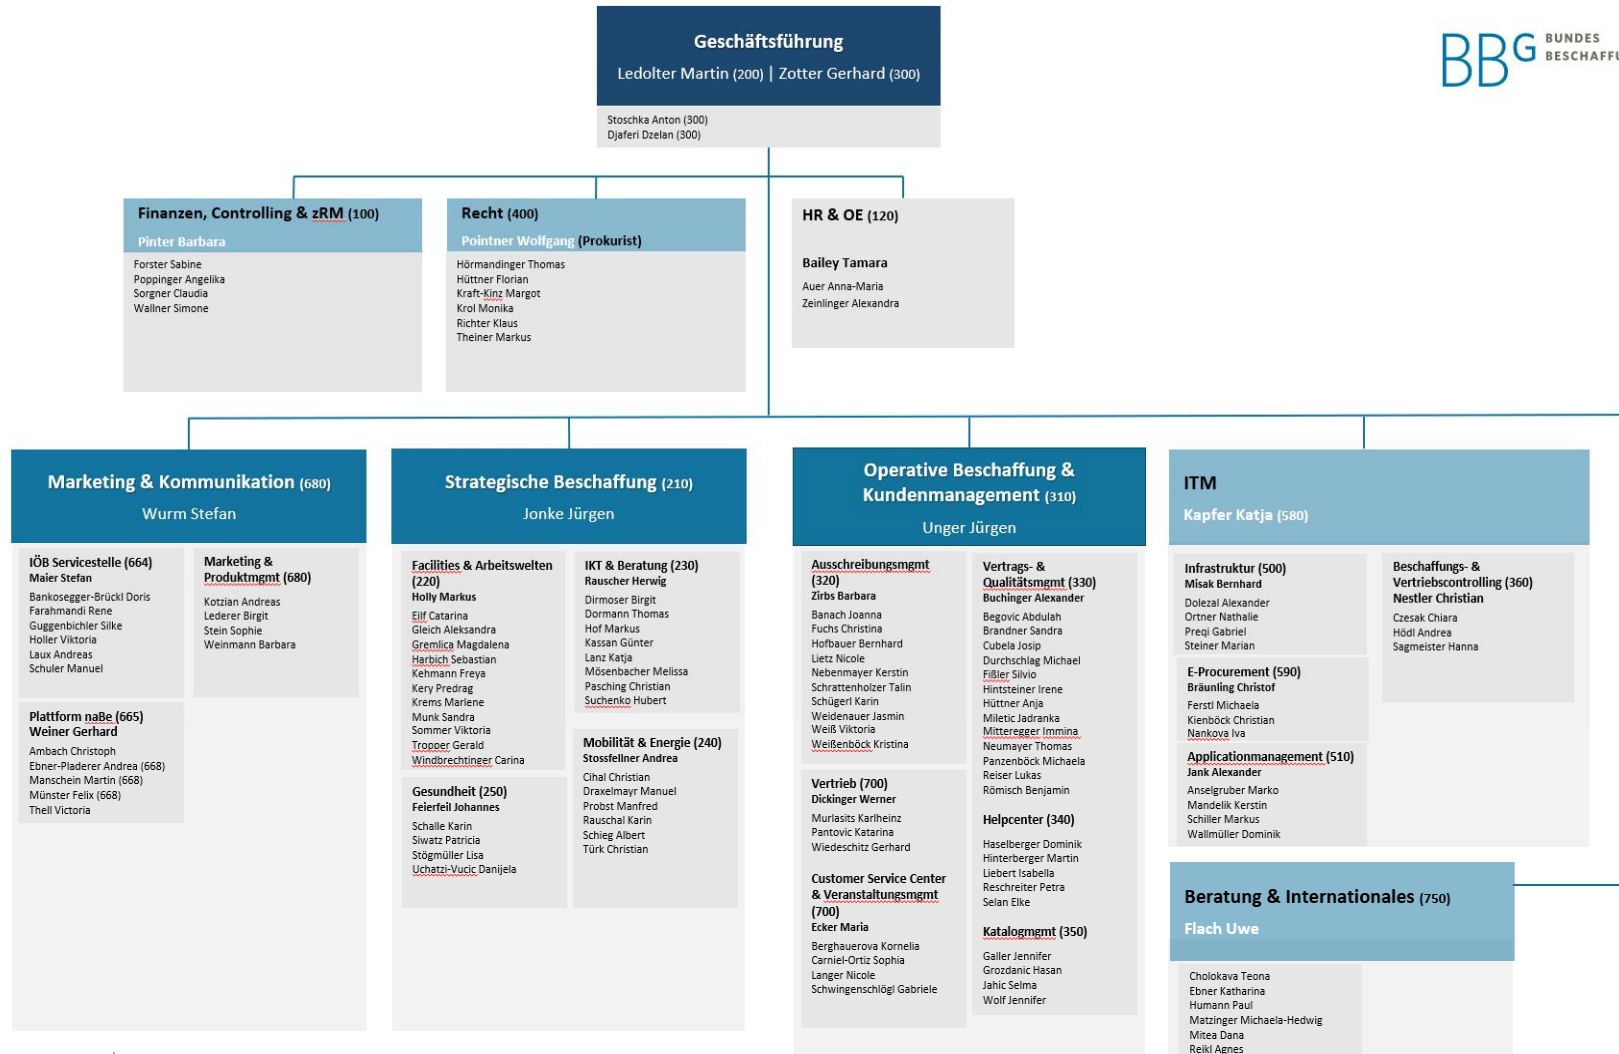 Geschäftsführung
Ledolter Martin (200) | Zotter Gerhard (300)
Stoschka Anton (300)
Djaferi Dzelan (300)
BBG BUNDES
BESCHAFFU
Finanzen, Controlling & zRM (100)
Pinter Barbara
Forster Sabine
Poppinger Angelika
Sorgner Claudia
Wallner Simone
Recht (400)
Pointner Wolfgang (Prokurist)
Hörmandinger Thomas
Hüttner Florian
Kraft-Kinz Margot
Krol Monika
Richter Klaus
Theiner Markus
HR & OE (120)
Bailey Tamara
Auer Anna-Maria
Zeinlinger Alexandra
Marketing & Kommunikation (680)
Wurm Stefan
IÖB Servicestelle (664)
Maier Stefan
Bankosegger-Brückl Doris
Farahmandi Rene
Guggenbichler Silke
Holler Viktoria
Laux Andreas
Schuler Manuel
Plattform naBe (665)
Weiner Gerhard
Ambach Christoph
Ebner-Pladerer Andrea (668)
Manschein Martin (668)
Münster Felix (668)
Thell Victoria
Marketing &
Produktmgmt (680)
Kotzian Andreas
Lederer Birgit
Stein Sophie
Weinmann Barbara
Strategische Beschaffung (210)
Jonke Jürgen
Facilities & Arbeitswelten
(220)
Holly Markus
Eilf Catarina
Gleich Aleksandra
Gremlica Magdalena
Harbich Sebastian
Kehmann Freya
Kery Predrag
Krems Marlene
Munk Sandra
Sommer Viktoria
Tropper Gerald
Windbrechtinger Carina
Gesundheit (250)
Feierfeil Johannes
Schalle Karin
Siwatz Patricia
Stögmüller Lisa
Uchatzi-Vucic Danijela
IKT & Beratung (230)
Rauscher Herwig
Dirmoser Birgit
Dormann Thomas
Hof Markus
Kassan Günter
Lanz Katja
Mösenbacher Melissa
Pasching Christian
Suchenko Hubert
Mobilität & Energie (240)
Stossfellner Andrea
Cihal Christian
Draxelmayr Manuel
Probst Manfred
Rauschal Karin
Schieg Albert
Türk Christian
Operative Beschaffung &
Kundenmanagement (310)
Unger Jürgen
Ausschreibungsmgmt
(320)
Zirbs Barbara
Banach Joanna
Fuchs Christina
Hofbauer Bernhard
Lietz Nicole
Nebenmayer Kerstin
Schrattenholzer Talin
Schügerl Karin
Weidenauer Jasmin
Weiß Viktoria
Weißenböck Kristina
Vertrieb (700)
Dickinger Werner
Murlasits Karlheinz
Pantovic Katarina
Wiedeschitz Gerhard
Customer Service Center
& Veranstaltungsmgmt
(700)
Ecker Maria
Berghauerova Kornelia
Carniel-Ortiz Sophia
Langer Nicole
Schwingenschlögl Gabriele
Vertrags- &
Qualitätsmgmt (330)
Buchinger Alexander
Begovic Abdulah
Brandner Sandra
Cubela Josip
Durchschlag Michael
Fißler Silvio
Hintsteiner Irene
Hüttner Anja
Miletic Jadranka
Mitteregger Immina
Neumayer Thomas
Panzenböck Michaela
Reiser Lukas
Römisch Benjamin
Helpcenter (340)
Haselberger Dominik
Hinterberger Martin
Liebert Isabella
Reschreiter Petra
Selan Elke
Katalogmgmt (350)
Galler Jennifer
Grozdanic Hasan
Jahic Selma
Wolf Jennifer
ITM
Kapfer Katja (580)
Infrastruktur (500)
Misak Bernhard
Dolezal Alexander
Ortner Nathalie
Preqi Gabriel
Steiner Marian
E-Procurement (590)
Bräunling Christof
Ferstl Michaela
Kienböck Christian
Nankova Iva
Applicationmanagement (510)
Jank Alexander
Anselgruber Marko
Mandelik Kerstin
Schiller Markus
Wallmüller Dominik
Beschaffungs- &
Vertriebscontrolling (360)
Nestler Christian
Czesak Chiara
Hödl Andrea
Sagmeister Hanna
Beratung & Internationales (750)
Flach Uwe
Cholokava Teona
Ebner Katharina
Humann Paul
Matzinger Michaela-Hedwig
Mitea Dana
Reikl Agnes